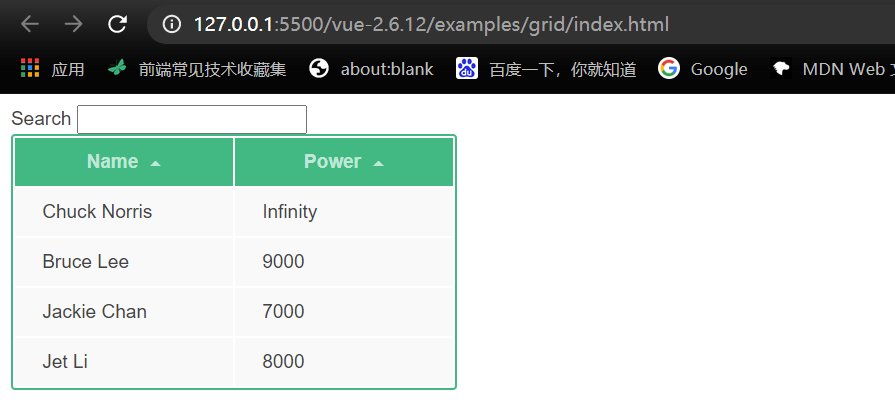 127.0.0.1:5500/vue-2.6.12/examples/grid/index.html
应用 前端常见技术收藏集 about:blank 百度一下，你就知道 Google MDN Web
Search
Name Power
Chuck Norris Infinity
Bruce Lee 9000
Jackie Chan 7000
Jet Li 8000